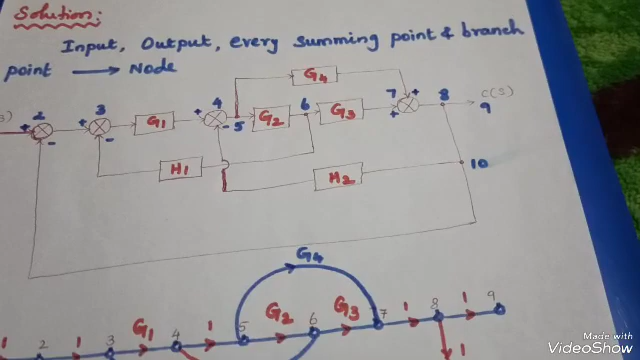 Solution:
Input, Output, every summing point & branch
point → Node
G4
2 3 4 5 6 7 8 C(S)
+ - + - G1 + - G2 G3 + + 9
H1 H2 10
G4
1 2 1 3 G1 4 1 5 G2 6 G3 7 1 8 1 9
1
Made with
VideoShow